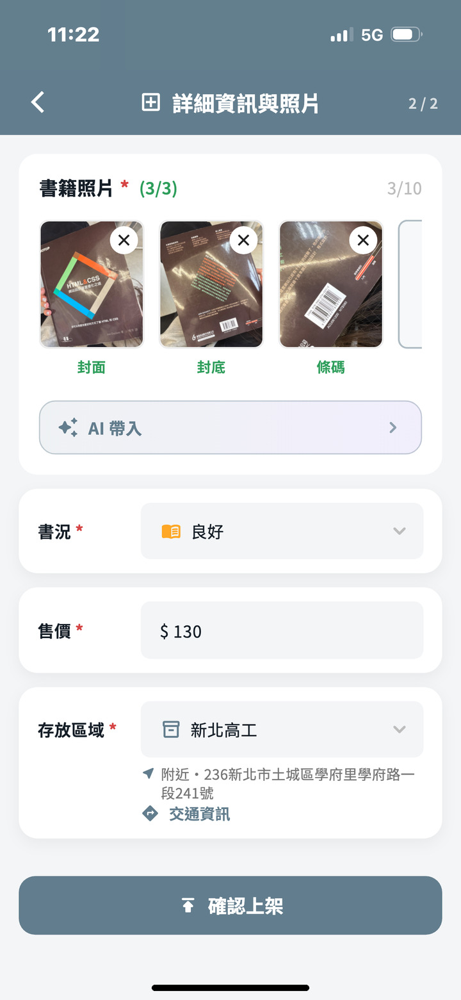 11:22
5G
詳細資訊與照片
2 / 2
書籍照片 * (3/3)
3/10
HTML&CSS
封面
封底
條碼
AI 帶入
書況 *
良好
售價 *
$ 130
存放區域 *
新北高工
附近・236新北市土城區學府里學府路一
段241號
交通資訊
確認上架